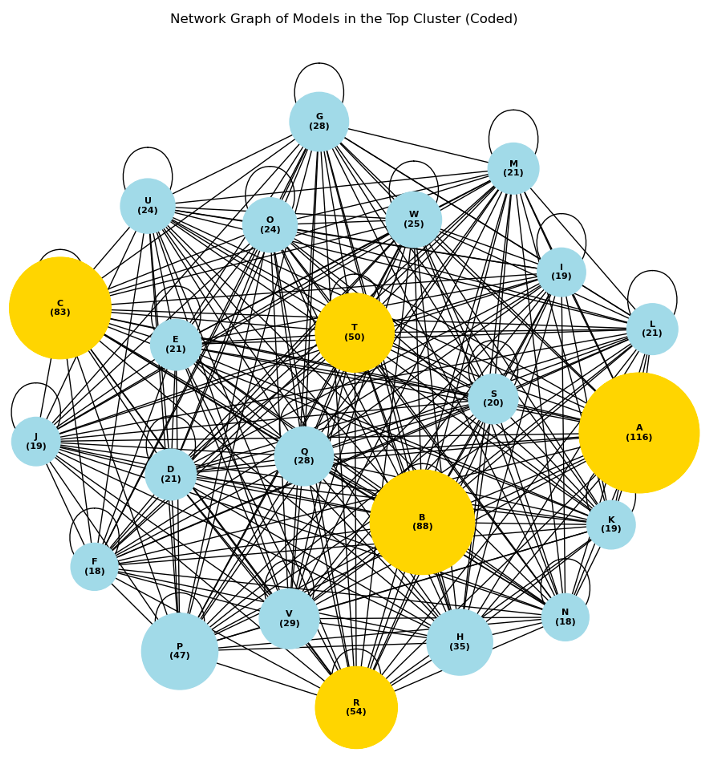 Network Graph of Models in the Top Cluster (Coded)
G
(28)
M
(21)
U
(24)
O
(24)
W
(25)
I
(19)
C
(83)
T
(50)
L
(21)
E
(21)
S
(20)
A
(116)
J
(19)
Q
(28)
D
(21)
B
(88)
K
(19)
F
(18)
V
(29)
N
(18)
P
(47)
H
(35)
R
(54)